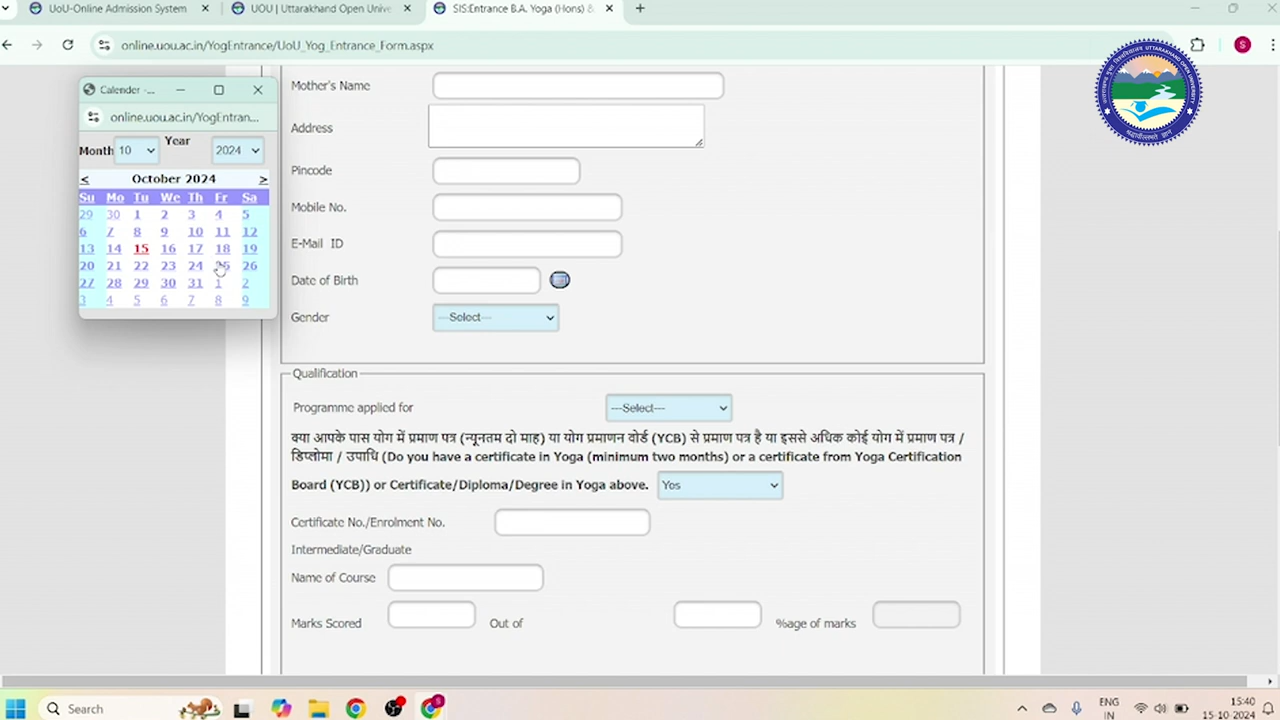 UoU-Online Admission System
UOU | Uttarakhand Open Unive
SIS:Entrance B.A. Yoga (Hons) &
online.uou.ac.in/YogEntrance/UoU_Yog_Entrance_Form.aspx
S
Calender -...
online.uou.ac.in/YogEntran...
Month 10 Year 2024
< October 2024 >
Su Mo Tu We Th Fr Sa
29 30 1 2 3 4 5
6 7 8 9 10 11 12
13 14 15 16 17 18 19
20 21 22 23 24 25 26
27 28 29 30 31 1 2
3 4 5 6 7 8 9
Mother's Name
Address
Pincode
Mobile No.
E-Mail ID
Date of Birth
Gender ---Select---
Qualification
Programme applied for ---Select---
क्या आपके पास योग में प्रमाण पत्र (न्यूनतम दो माह) या योग प्रमाणन बोर्ड (YCB) से प्रमाण पत्र है या इससे अधिक कोई योग में प्रमाण पत्र /
डिप्लोमा / उपाधि (Do you have a certificate in Yoga (minimum two months) or a certificate from Yoga Certification
Board (YCB)) or Certificate/Diploma/Degree in Yoga above. Yes
Certificate No./Enrolment No.
Intermediate/Graduate
Name of Course
Marks Scored Out of %age of marks
Search
ENG
IN
15:40
15-10-2024